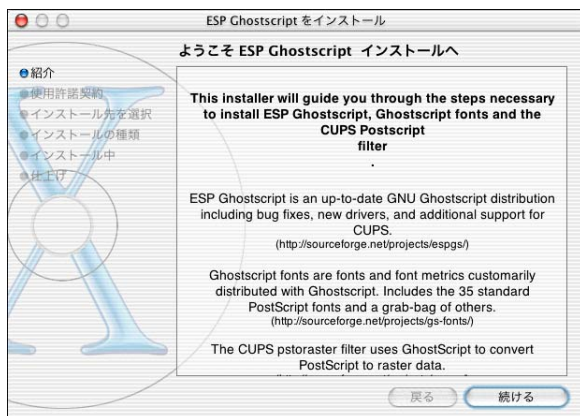 ESP Ghostscript をインストール
ようこそ ESP Ghostscript インストールへ
紹介
使用許諾契約
インストール先を選択
インストールの種類
インストール中
仕上げ
This installer will guide you through the steps necessary
to install ESP Ghostscript, Ghostscript fonts and the
CUPS Postscript
filter
.
ESP Ghostscript is an up-to-date GNU Ghostscript distribution
including bug fixes, new drivers, and additional support for
CUPS.
(http://sourceforge.net/projects/espgs/)
Ghostscript fonts are fonts and font metrics customarily
distributed with Ghostscript. Includes the 35 standard
PostScript fonts and a grab-bag of others.
(http://sourceforge.net/projects/gs-fonts/)
The CUPS pstoraster filter uses GhostScript to convert
PostScript to raster data.
戻る
続ける